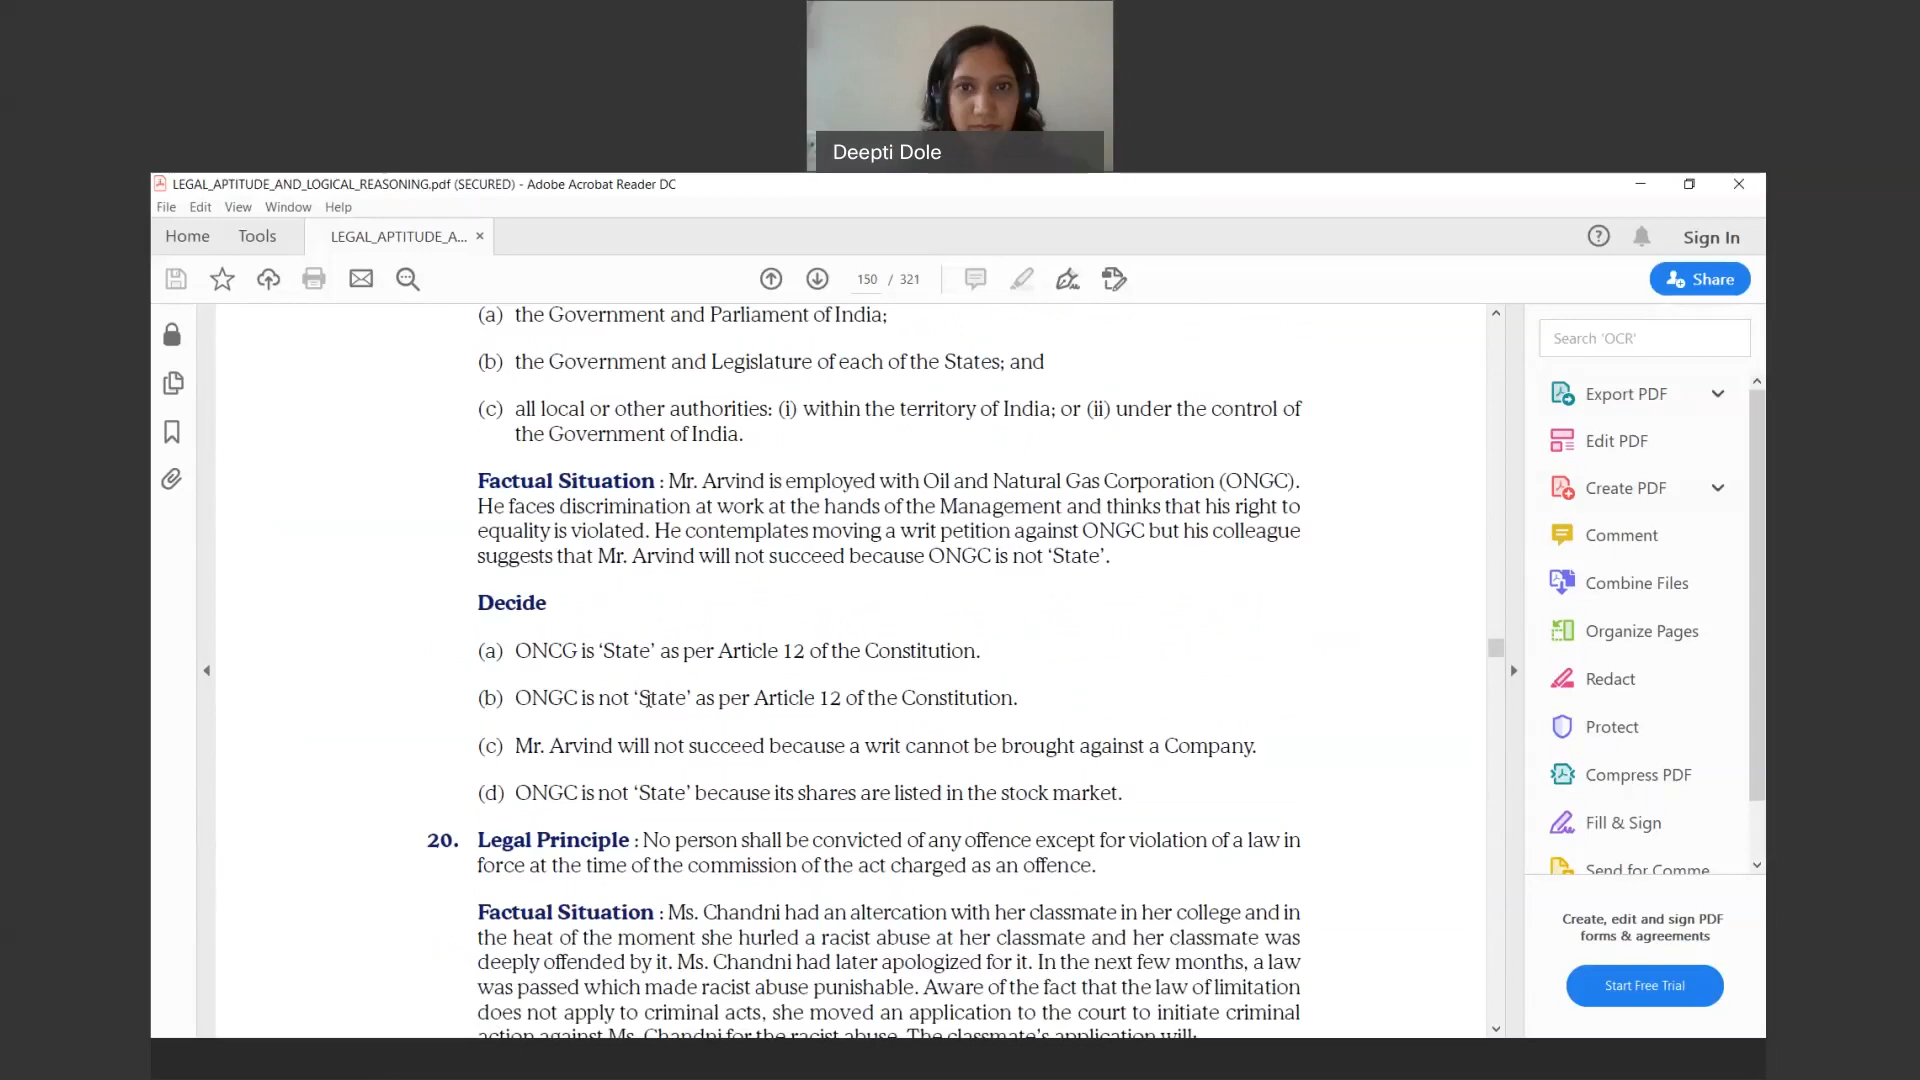 Deepti Dole
LEGAL_APTITUDE_AND_LOGICAL_REASONING.pdf (SECURED) - Adobe Acrobat Reader DC
File Edit View Window Help
Home Tools LEGAL_APTITUDE_A... × Sign In
150 / 321 Share
(a) the Government and Parliament of India;
(b) the Government and Legislature of each of the States; and
(c) all local or other authorities: (i) within the territory of India; or (ii) under the control of
the Government of India.
Factual Situation : Mr. Arvind is employed with Oil and Natural Gas Corporation (ONGC).
He faces discrimination at work at the hands of the Management and thinks that his right to
equality is violated. He contemplates moving a writ petition against ONGC but his colleague
suggests that Mr. Arvind will not succeed because ONGC is not ‘State’.
Decide
(a) ONCG is ‘State’ as per Article 12 of the Constitution.
(b) ONGC is not ‘State’ as per Article 12 of the Constitution.
(c) Mr. Arvind will not succeed because a writ cannot be brought against a Company.
(d) ONGC is not ‘State’ because its shares are listed in the stock market.
20. Legal Principle : No person shall be convicted of any offence except for violation of a law in
force at the time of the commission of the act charged as an offence.
Factual Situation : Ms. Chandni had an altercation with her classmate in her college and in
the heat of the moment she hurled a racist abuse at her classmate and her classmate was
deeply offended by it. Ms. Chandni had later apologized for it. In the next few months, a law
was passed which made racist abuse punishable. Aware of the fact that the law of limitation
does not apply to criminal acts, she moved an application to the court to initiate criminal
action against Ms. Chandni for the racist abuse. The classmate's application will:
Search 'OCR'
Export PDF
Edit PDF
Create PDF
Comment
Combine Files
Organize Pages
Redact
Protect
Compress PDF
Fill & Sign
Send for Comme
Create, edit and sign PDF
forms & agreements
Start Free Trial